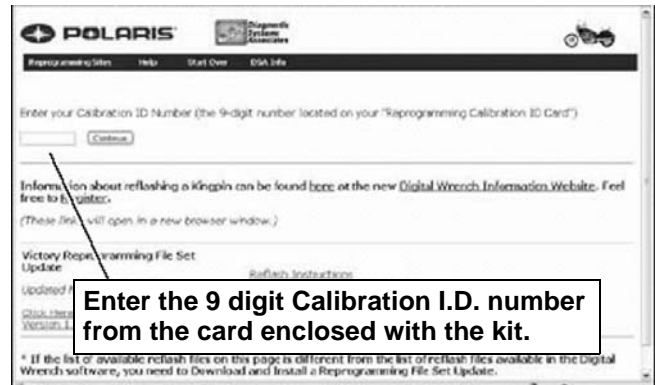 POLARIS
Diagnostic
Systems
Associates
Reprogramming Sites Help Start Over DSA Info
Enter your Calibration ID Number (the 9-digit number located on your "Reprogramming Calibration ID Card")
Continue
Information about reflashing a Kingpin can be found here at the new Digital Wrench Information Website. Feel
free to register.
(These links will open in a new browser window.)
Victory Reprogramming File Set
Update
Reflash Instructions
Updated
Click Here
Version 1.
Enter the 9 digit Calibration I.D. number
from the card enclosed with the kit.
* If the list of available reflash files on this page is different from the list of reflash files available in the Digital
Wrench software, you need to Download and Install a Reprogramming File Set Update.